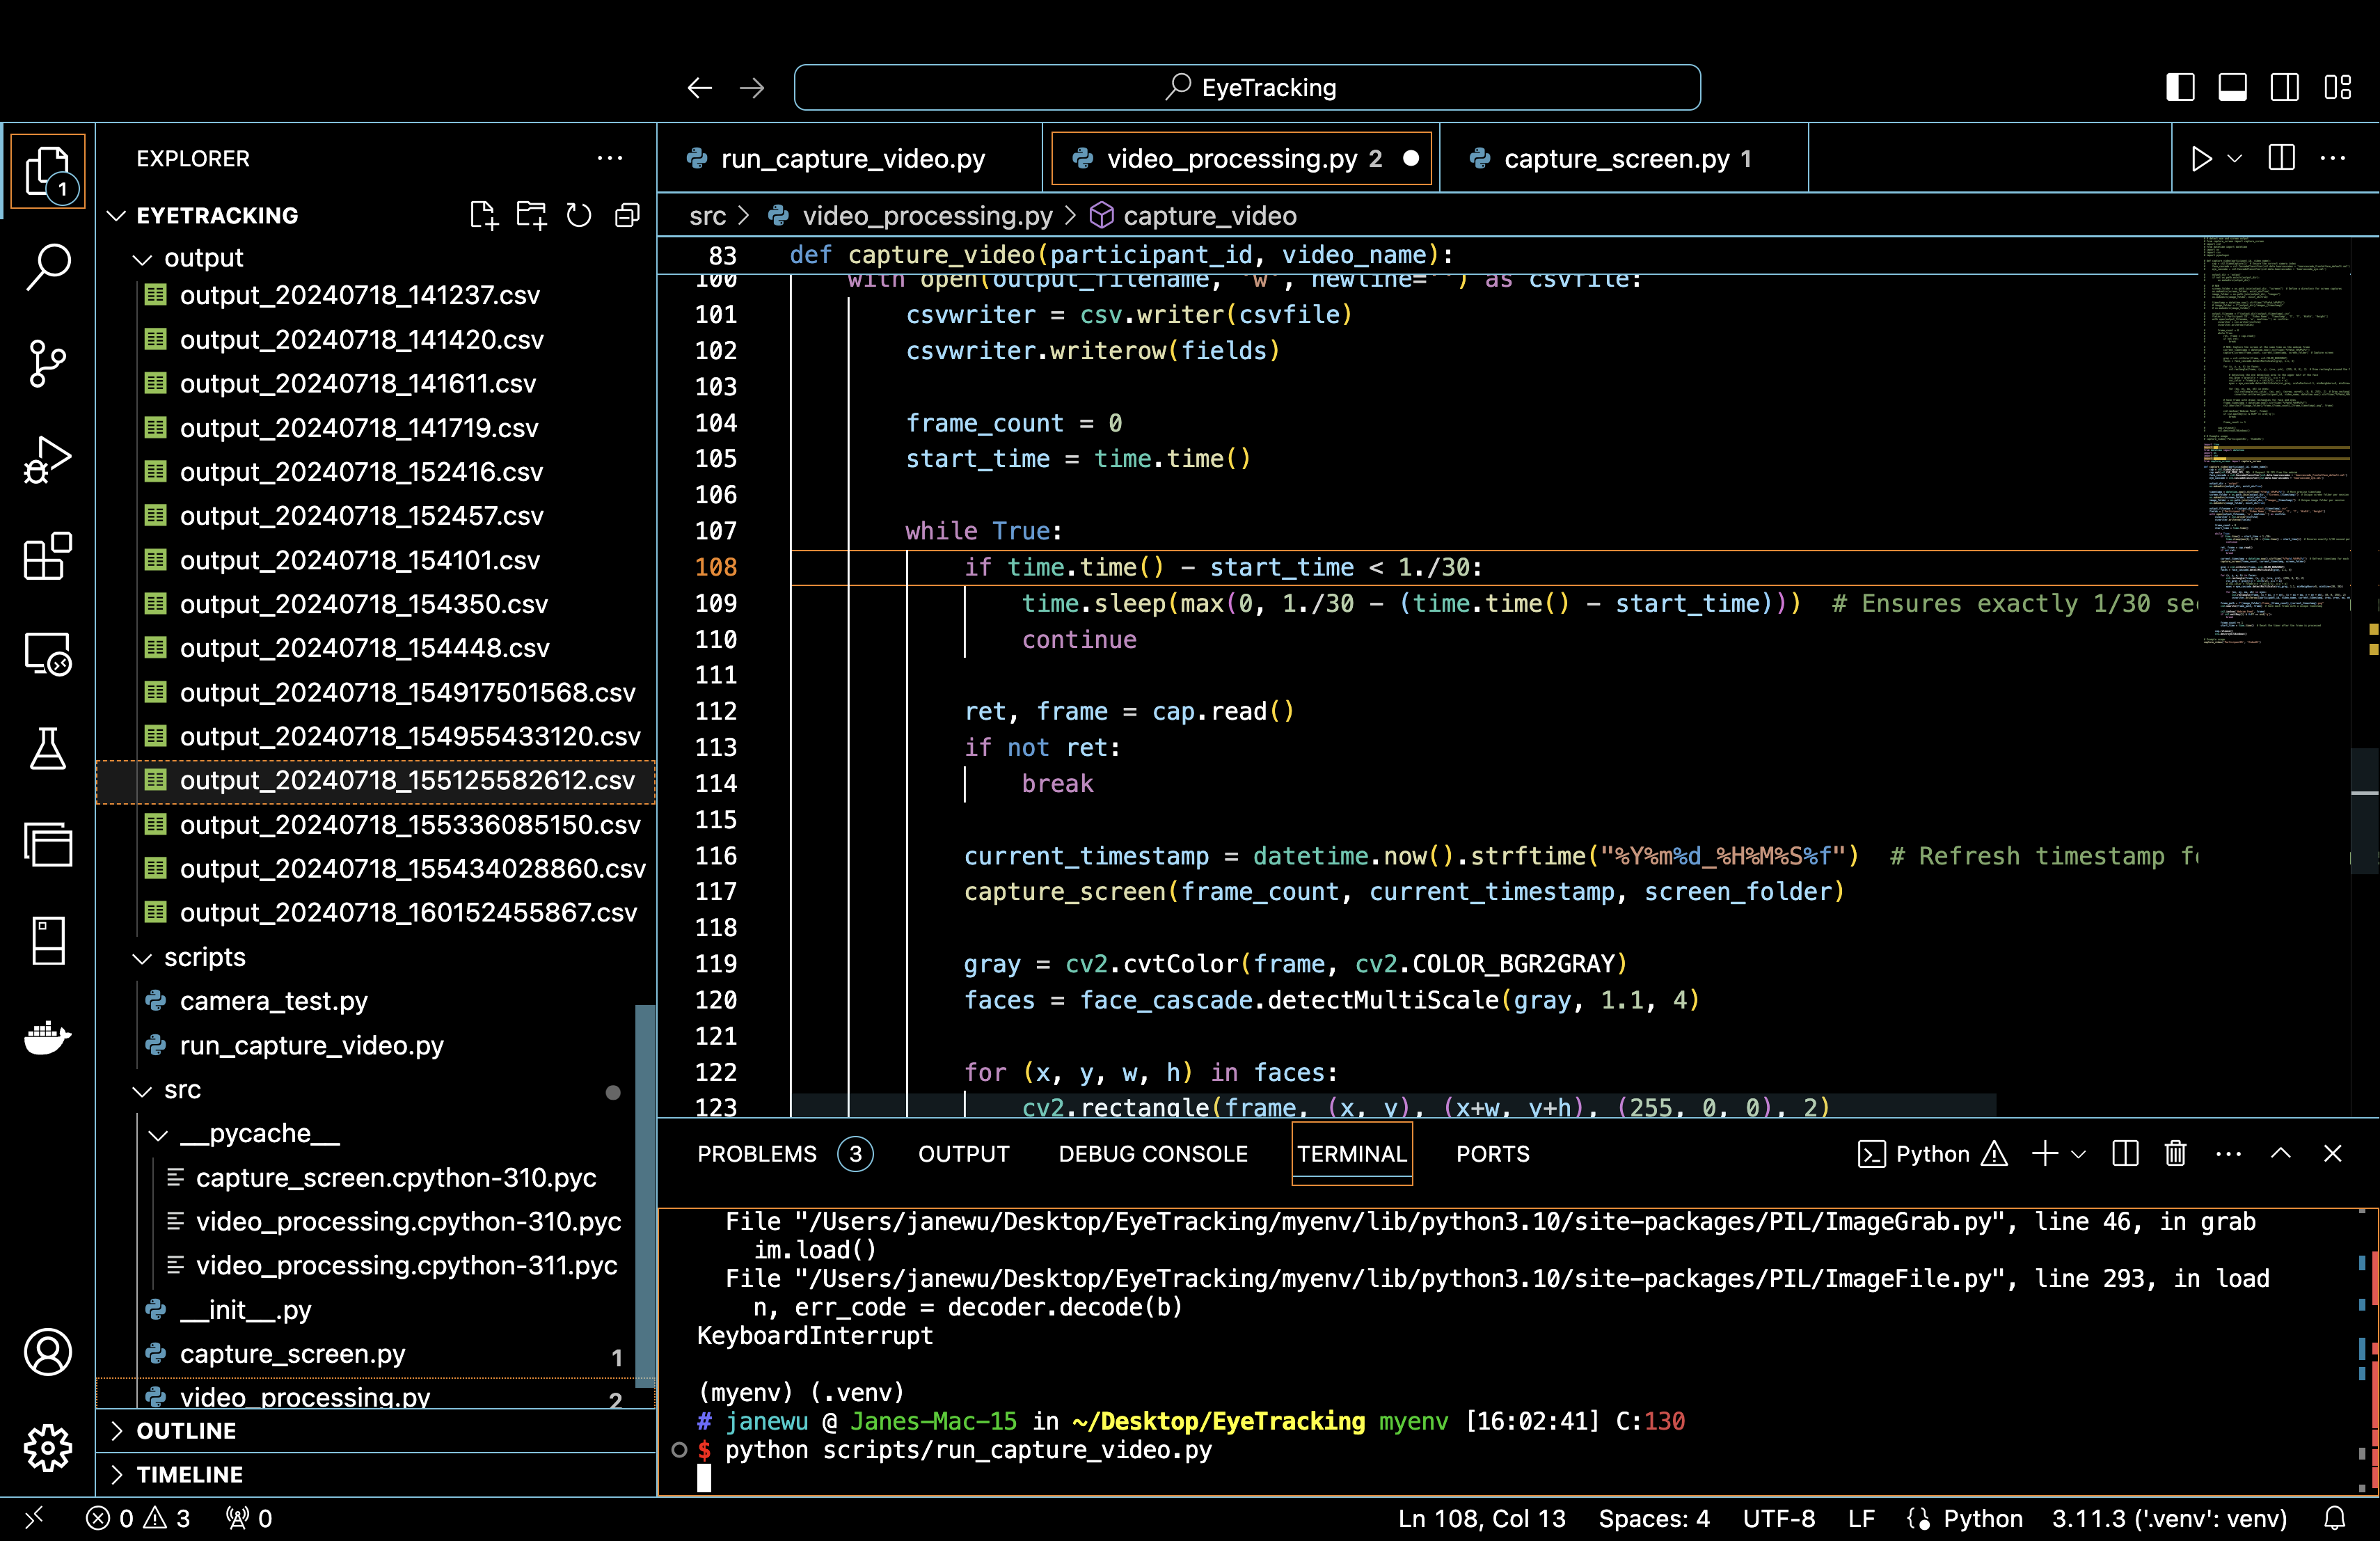 EyeTracking
EXPLORER
1
EYETRACKING
output
output_20240718_141237.csv
output_20240718_141420.csv
output_20240718_141611.csv
output_20240718_141719.csv
output_20240718_152416.csv
output_20240718_152457.csv
output_20240718_154101.csv
output_20240718_154350.csv
output_20240718_154448.csv
output_20240718_154917501568.csv
output_20240718_154955433120.csv
output_20240718_155125582612.csv
output_20240718_155336085150.csv
output_20240718_155434028860.csv
output_20240718_160152455867.csv
scripts
camera_test.py
run_capture_video.py
src
__pycache__
capture_screen.cpython-310.pyc
video_processing.cpython-310.pyc
video_processing.cpython-311.pyc
__init__.py
capture_screen.py 1
video_processing.py 2
OUTLINE
TIMELINE
run_capture_video.py
video_processing.py 2
capture_screen.py 1
src > video_processing.py > capture_video
83 def capture_video(participant_id, video_name):
100 with open(output_filename, 'w', newline='') as csvfile:
101 csvwriter = csv.writer(csvfile)
102 csvwriter.writerow(fields)
103
104 frame_count = 0
105 start_time = time.time()
106
107 while True:
108 if time.time() - start_time < 1./30:
109 time.sleep(max(0, 1./30 - (time.time() - start_time))) # Ensures exactly 1/30 sec
110 continue
111
112 ret, frame = cap.read()
113 if not ret:
114 break
115
116 current_timestamp = datetime.now().strftime("%Y%m%d_%H%M%S%f") # Refresh timestamp
117 capture_screen(frame_count, current_timestamp, screen_folder)
118
119 gray = cv2.cvtColor(frame, cv2.COLOR_BGR2GRAY)
120 faces = face_cascade.detectMultiScale(gray, 1.1, 4)
121
122 for (x, y, w, h) in faces:
123 cv2.rectangle(frame, (x, y), (x+w, y+h), (255, 0, 0), 2)
PROBLEMS 3 OUTPUT DEBUG CONSOLE TERMINAL PORTS
Python
File "/Users/janewu/Desktop/EyeTracking/myenv/lib/python3.10/site-packages/PIL/ImageGrab.py", line 46, in grab
im.load()
File "/Users/janewu/Desktop/EyeTracking/myenv/lib/python3.10/site-packages/PIL/ImageFile.py", line 293, in load
n, err_code = decoder.decode(b)
KeyboardInterrupt
(myenv) (.venv)
# janewu @ Janes-Mac-15 in ~/Desktop/EyeTracking myenv [16:02:41] C:130
$ python scripts/run_capture_video.py
0 3 0
Ln 108, Col 13 Spaces: 4 UTF-8 LF Python 3.11.3 ('.venv': venv)